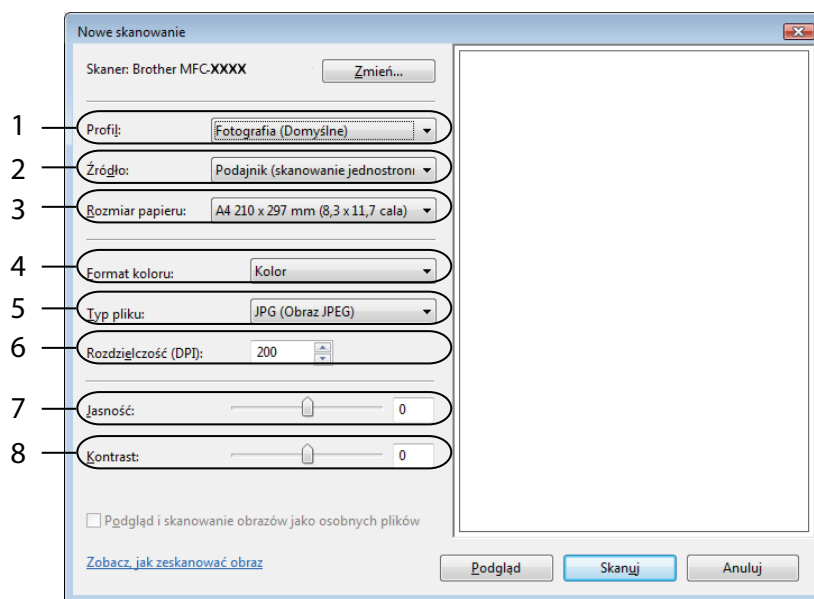 Nowe skanowanie
Skaner: Brother MFC-XXXX Zmień...
1 Profil: Fotografia (Domyślne)
2 Źródło: Podajnik (skanowanie jednostroni
3 Rozmiar papieru: A4 210 x 297 mm (8,3 x 11,7 cala)
4 Format koloru: Kolor
5 Typ pliku: JPG (Obraz JPEG)
6 Rozdzielczość (DPI): 200
7 Jasność: 0
8 Kontrast: 0
Podgląd i skanowanie obrazów jako osobnych plików
Zobacz, jak zeskanować obraz
Podgląd Skanuj Anuluj